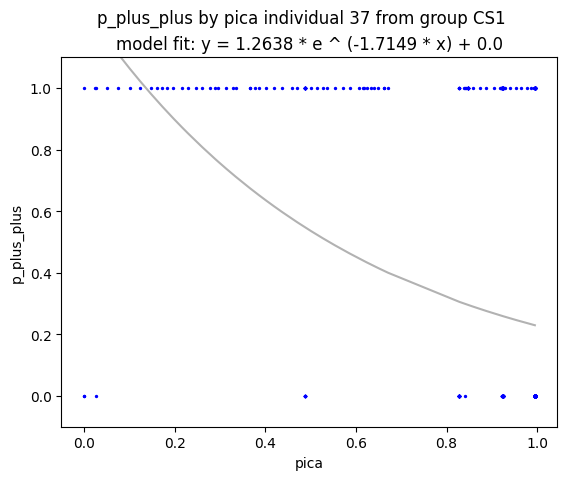 p_plus_plus by pica individual 37 from group CS1
model fit: y = 1.2638 * e ^ (-1.7149 * x) + 0.0
1.0
0.8
0.6
0.4
0.2
0.0
p_plus_plus
0.0 0.2 0.4 0.6 0.8 1.0
pica